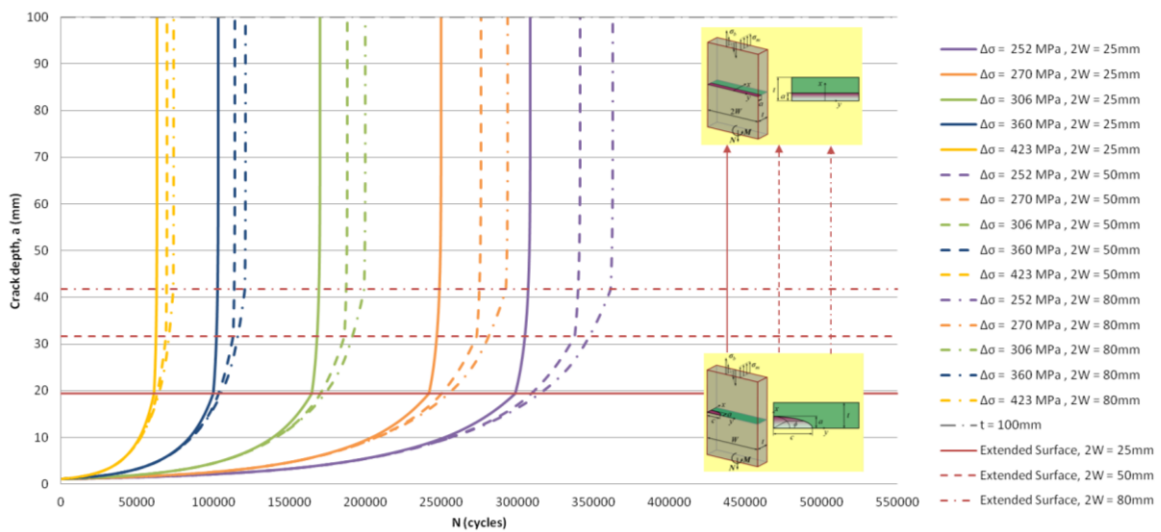 100
90
80
70
60
50
40
30
20
10
0
Crack depth, a (mm)
0
50000
100000
150000
200000
250000
300000
350000
400000
450000
500000
550000
N (cycles)
2W
t
N
M
t
a
y
W
t
N
M
c
y
a
t
Δσ = 252 MPa , 2W = 25mm
Δσ = 270 MPa , 2W = 25mm
Δσ = 306 MPa , 2W = 25mm
Δσ = 360 MPa , 2W = 25mm
Δσ = 423 MPa , 2W = 25mm
Δσ = 252 MPa , 2W = 50mm
Δσ = 270 MPa , 2W = 50mm
Δσ = 306 MPa , 2W = 50mm
Δσ = 360 MPa , 2W = 50mm
Δσ = 423 MPa , 2W = 50mm
Δσ = 252 MPa , 2W = 80mm
Δσ = 270 MPa , 2W = 80mm
Δσ = 306 MPa , 2W = 80mm
Δσ = 360 MPa , 2W = 80mm
Δσ = 423 MPa , 2W = 80mm
t = 100mm
Extended Surface, 2W = 25mm
Extended Surface, 2W = 50mm
Extended Surface, 2W = 80mm